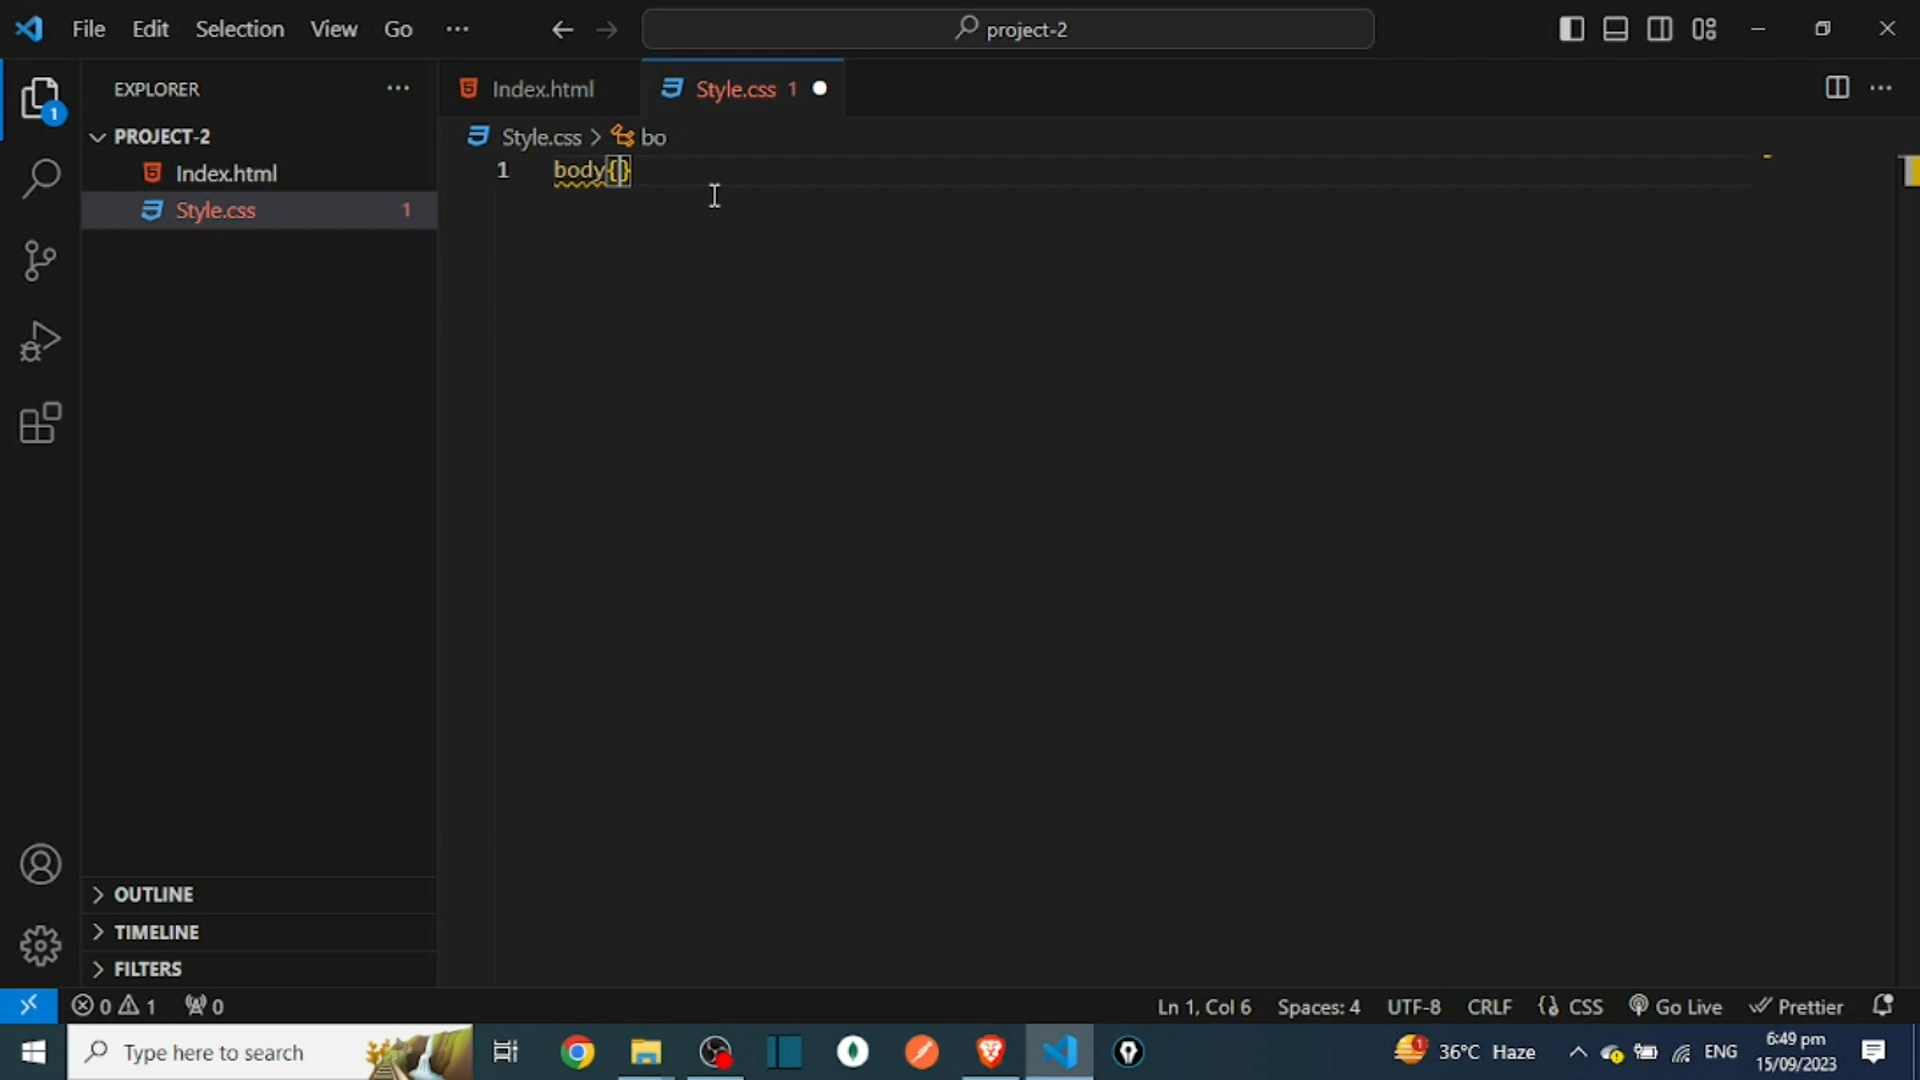 File Edit Selection View Go ···
project-2
EXPLORER ···
Index.html
Style.css 1
1
PROJECT-2
Style.css > bo
Index.html
1 body{}
Style.css 1
OUTLINE
TIMELINE
FILTERS
0 1 0
Ln 1, Col 6 Spaces: 4 UTF-8 CRLF {} CSS Go Live Prettier
Type here to search
1
36°C Haze
ENG
6:49 pm
15/09/2023